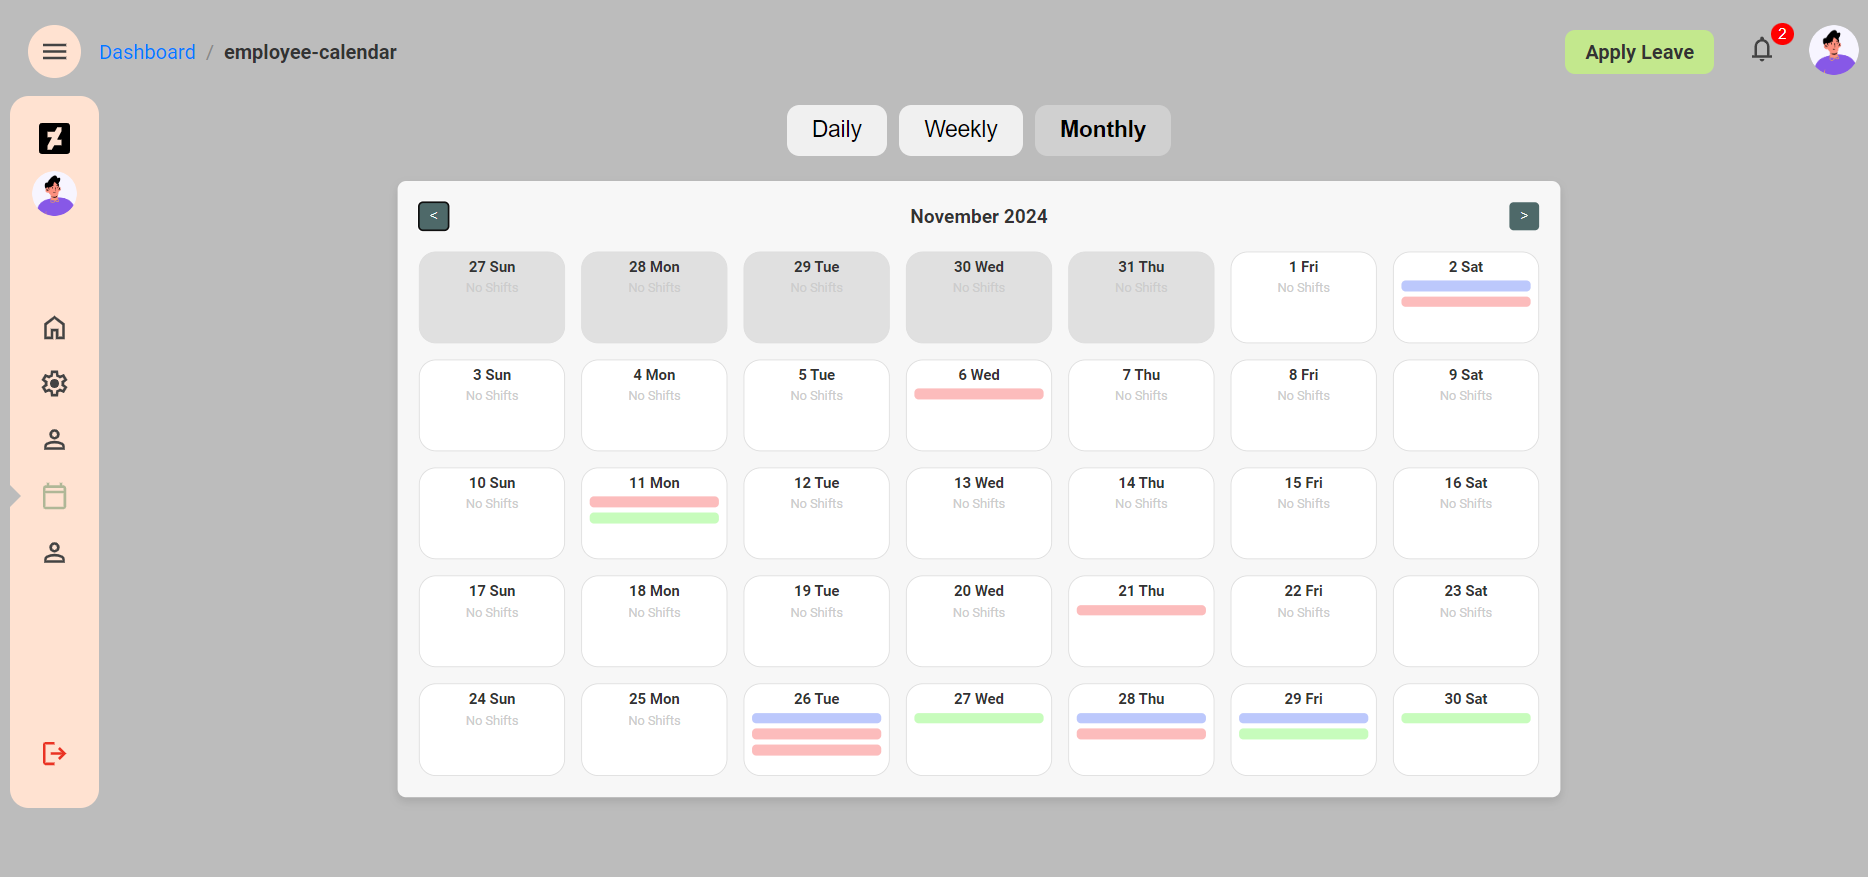 Dashboard / employee-calendar
Apply Leave
2
Daily Weekly Monthly
< November 2024 >
27 Sun 28 Mon 29 Tue 30 Wed 31 Thu 1 Fri 2 Sat
No Shifts No Shifts No Shifts No Shifts No Shifts No Shifts
3 Sun 4 Mon 5 Tue 6 Wed 7 Thu 8 Fri 9 Sat
No Shifts No Shifts No Shifts No Shifts No Shifts No Shifts
10 Sun 11 Mon 12 Tue 13 Wed 14 Thu 15 Fri 16 Sat
No Shifts No Shifts No Shifts No Shifts No Shifts No Shifts
17 Sun 18 Mon 19 Tue 20 Wed 21 Thu 22 Fri 23 Sat
No Shifts No Shifts No Shifts No Shifts No Shifts No Shifts
24 Sun 25 Mon 26 Tue 27 Wed 28 Thu 29 Fri 30 Sat
No Shifts No Shifts